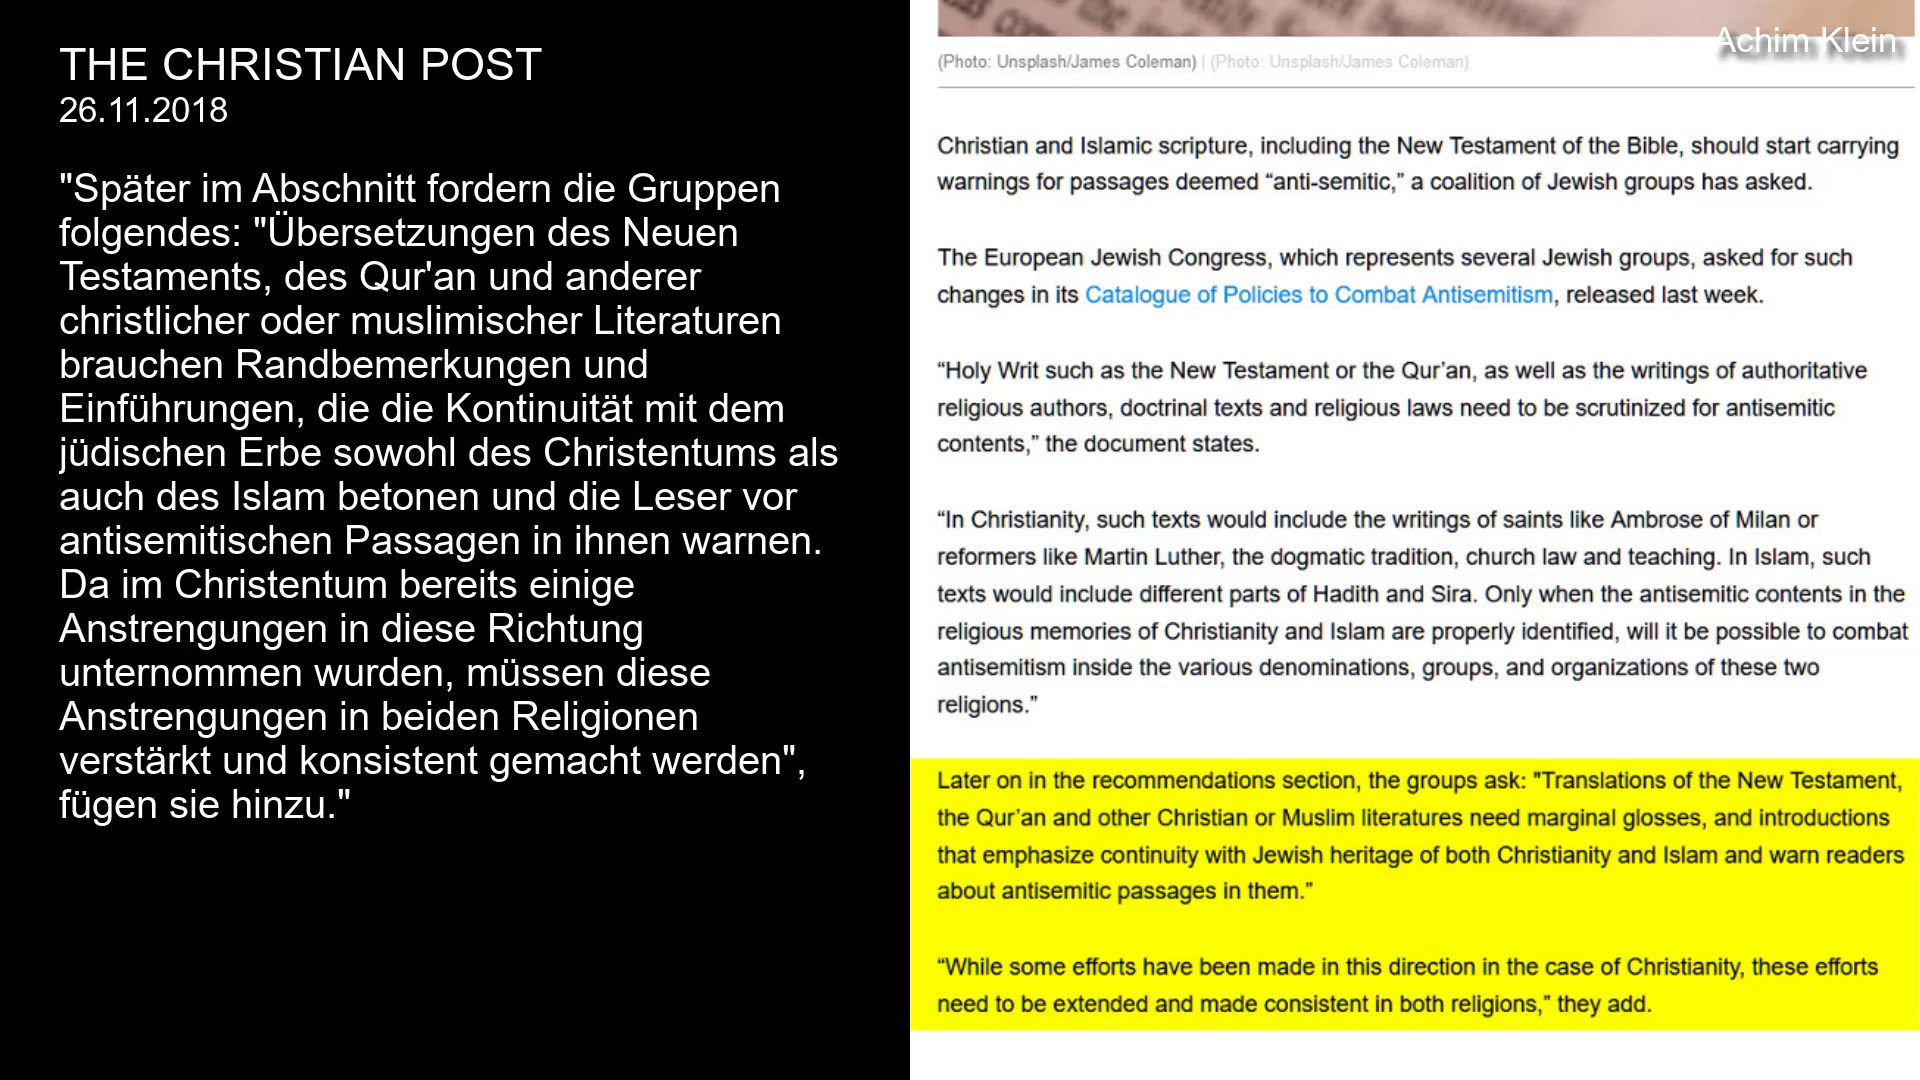 THE CHRISTIAN POST
26.11.2018
"Später im Abschnitt fordern die Gruppen
folgendes: "Übersetzungen des Neuen
Testaments, des Qur'an und anderer
christlicher oder muslimischer Literaturen
brauchen Randbemerkungen und
Einführungen, die die Kontinuität mit dem
jüdischen Erbe sowohl des Christentums als
auch des Islam betonen und die Leser vor
antisemitischen Passagen in ihnen warnen.
Da im Christentum bereits einige
Anstrengungen in diese Richtung
unternommen wurden, müssen diese
Anstrengungen in beiden Religionen
verstärkt und konsistent gemacht werden",
fügen sie hinzu."
Achim Klein
(Photo: Unsplash/James Coleman) | (Photo: Unsplash/James Coleman)
Christian and Islamic scripture, including the New Testament of the Bible, should start carrying
warnings for passages deemed “anti-semitic,” a coalition of Jewish groups has asked.
The European Jewish Congress, which represents several Jewish groups, asked for such
changes in its Catalogue of Policies to Combat Antisemitism, released last week.
“Holy Writ such as the New Testament or the Qur’an, as well as the writings of authoritative
religious authors, doctrinal texts and religious laws need to be scrutinized for antisemitic
contents,” the document states.
“In Christianity, such texts would include the writings of saints like Ambrose of Milan or
reformers like Martin Luther, the dogmatic tradition, church law and teaching. In Islam, such
texts would include different parts of Hadith and Sira. Only when the antisemitic contents in the
religious memories of Christianity and Islam are properly identified, will it be possible to combat
antisemitism inside the various denominations, groups, and organizations of these two
religions.”
Later on in the recommendations section, the groups ask: "Translations of the New Testament,
the Qur’an and other Christian or Muslim literatures need marginal glosses, and introductions
that emphasize continuity with Jewish heritage of both Christianity and Islam and warn readers
about antisemitic passages in them.”
“While some efforts have been made in this direction in the case of Christianity, these efforts
need to be extended and made consistent in both religions,” they add.